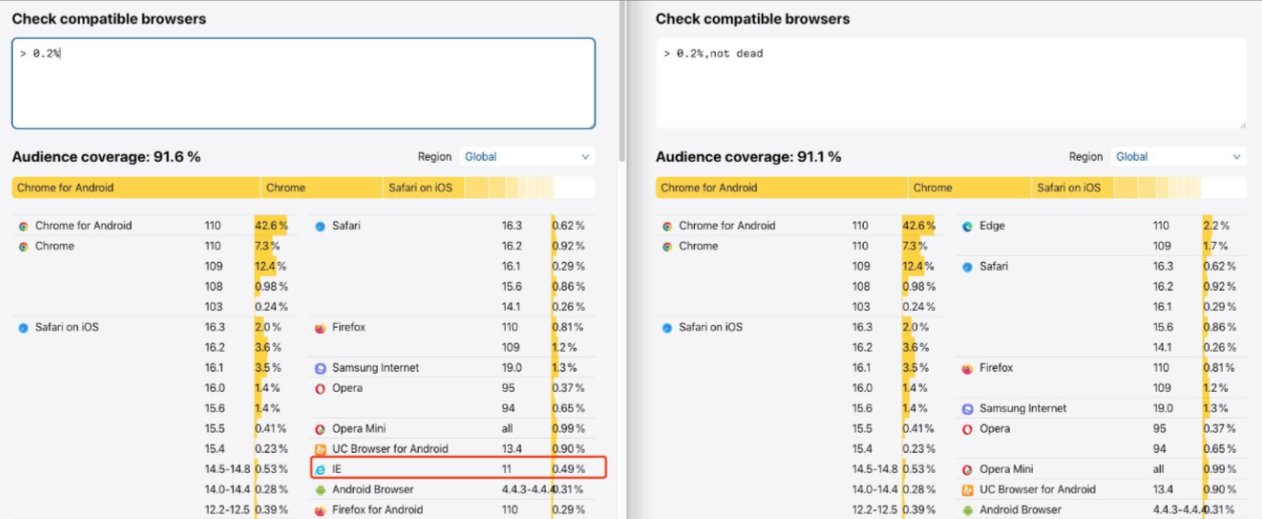 Check compatible browsers
> 0.2%
Audience coverage: 91.6 %
Region Global
Chrome for Android Chrome Safari on iOS
Chrome for Android 110 42.6 %
Chrome 110 7.3 %
109 12.4 %
108 0.98 %
103 0.24 %
Safari on iOS 16.3 2.0 %
16.2 3.6 %
16.1 3.5 %
16.0 1.4 %
15.6 1.4 %
15.5 0.41 %
15.4 0.23 %
14.5-14.8 0.53 %
14.0-14.4 0.28 %
12.2-12.5 0.39 %
Safari 16.3 0.62 %
16.2 0.92 %
16.1 0.29 %
15.6 0.86 %
14.1 0.26 %
Firefox 110 0.81 %
109 1.2 %
Samsung Internet 19.0 1.3 %
Opera 95 0.37 %
94 0.65 %
Opera Mini all 0.99 %
UC Browser for Android 13.4 0.90 %
IE 11 0.49 %
Android Browser 4.4.3-4.4.4 0.31 %
Firefox for Android 110 0.29 %
Check compatible browsers
> 0.2%,not dead
Audience coverage: 91.1 %
Region Global
Chrome for Android Chrome Safari on iOS
Chrome for Android 110 42.6 %
Chrome 110 7.3 %
109 12.4 %
108 0.98 %
103 0.24 %
Safari on iOS 16.3 2.0 %
16.2 3.6 %
16.1 3.5 %
16.0 1.4 %
15.6 1.4 %
15.5 0.41 %
15.4 0.23 %
14.5-14.8 0.53 %
14.0-14.4 0.28 %
12.2-12.5 0.39 %
Edge 110 2.2 %
109 1.7 %
Safari 16.3 0.62 %
16.2 0.92 %
16.1 0.29 %
15.6 0.86 %
14.1 0.26 %
Firefox 110 0.81 %
109 1.2 %
Samsung Internet 19.0 1.3 %
Opera 95 0.37 %
94 0.65 %
Opera Mini all 0.99 %
UC Browser for Android 13.4 0.90 %
Android Browser 4.4.3-4.4.4 0.31 %